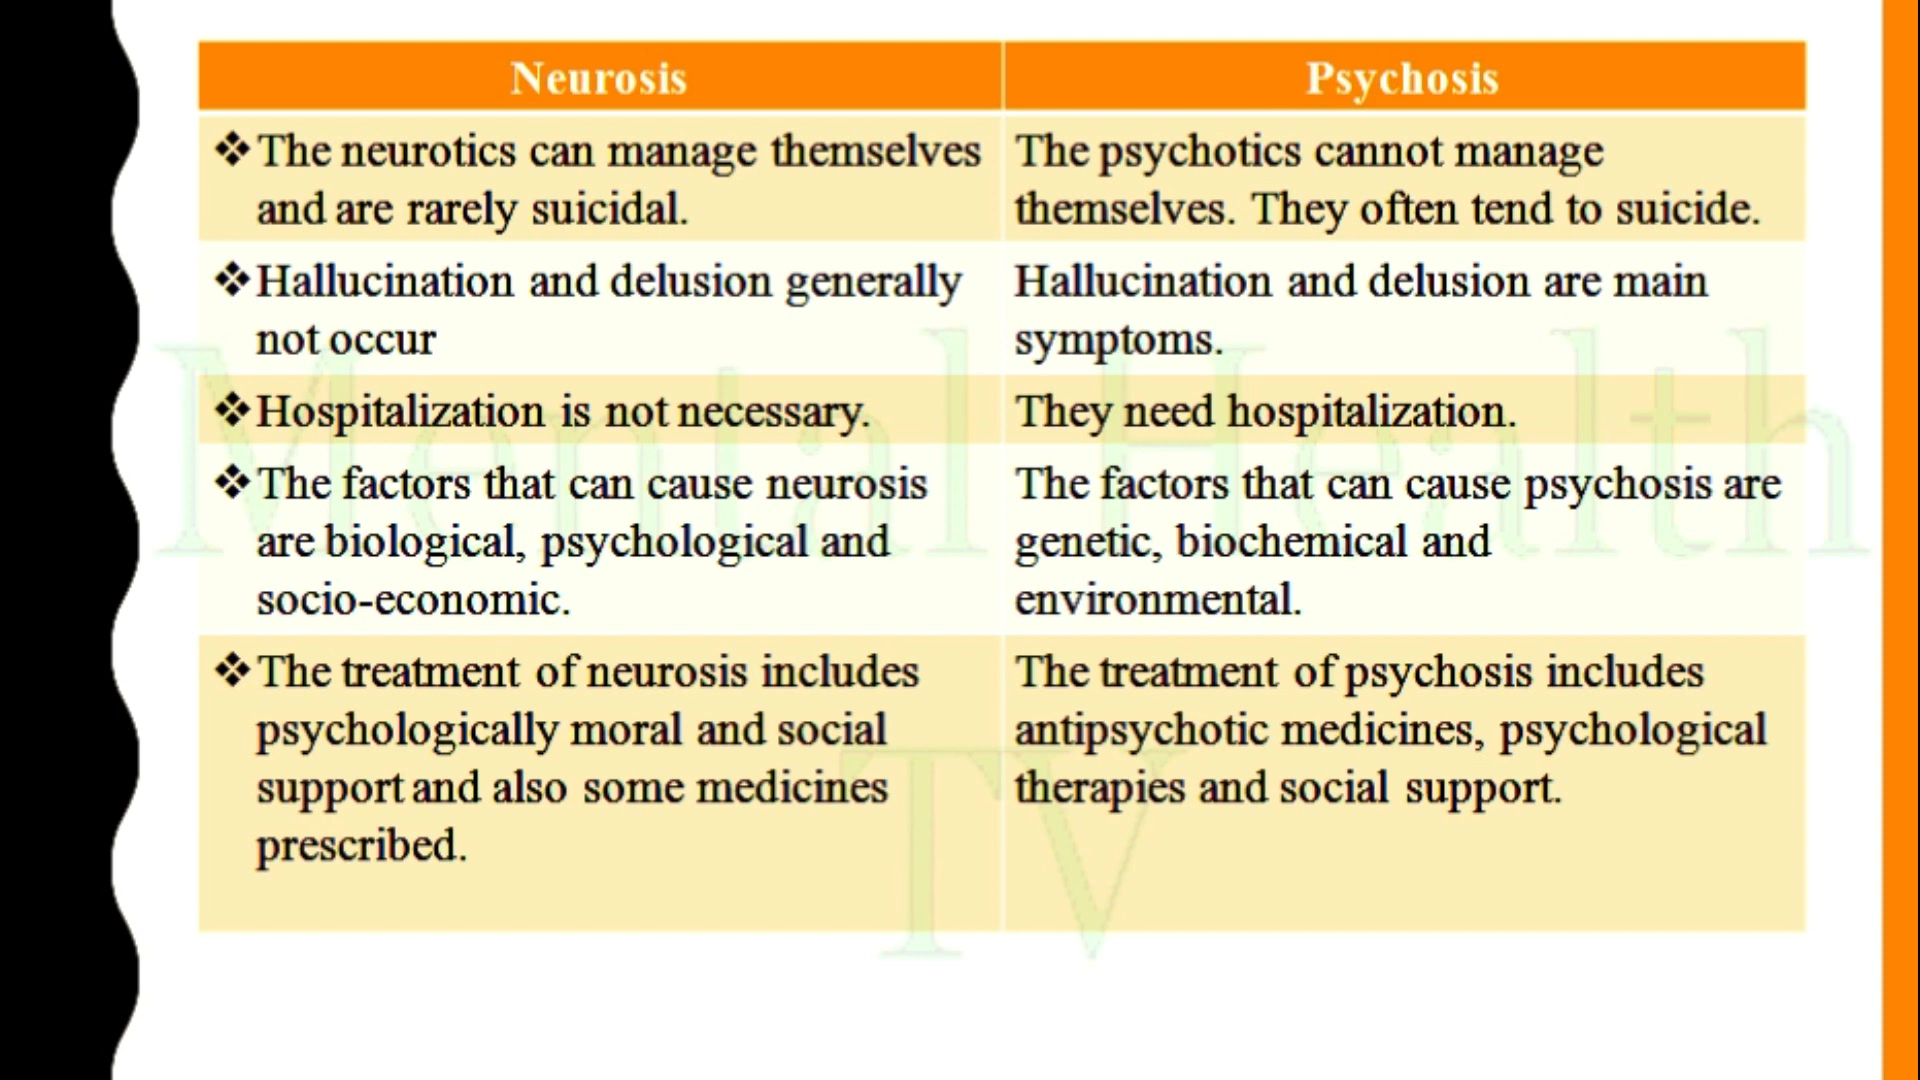 Neurosis
Psychosis
❖The neurotics can manage themselves
and are rarely suicidal.
The psychotics cannot manage
themselves. They often tend to suicide.
❖Hallucination and delusion generally
not occur
Hallucination and delusion are main
symptoms.
❖Hospitalization is not necessary.
They need hospitalization.
❖The factors that can cause neurosis
are biological, psychological and
socio-economic.
The factors that can cause psychosis are
genetic, biochemical and
environmental.
❖The treatment of neurosis includes
psychologically moral and social
support and also some medicines
prescribed.
The treatment of psychosis includes
antipsychotic medicines, psychological
therapies and social support.
Mental Health
TV